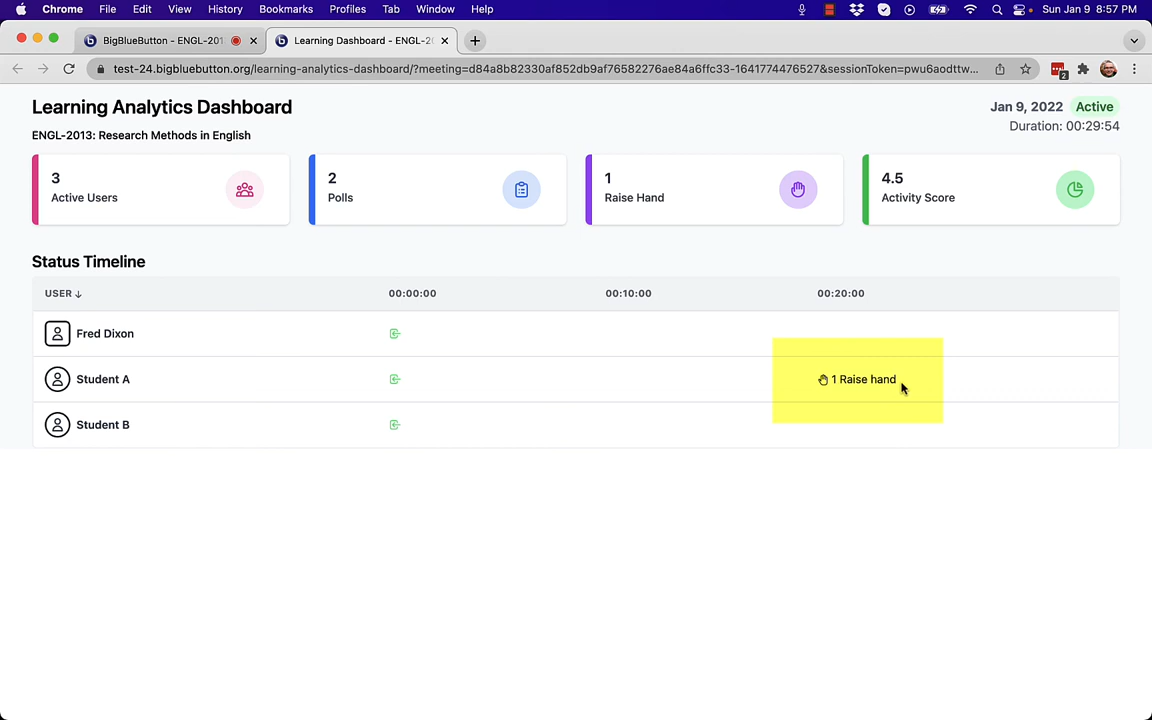 Chrome File Edit View History Bookmarks Profiles Tab Window Help Sun Jan 9 8:57 PM
BigBlueButton - ENGL-201 Learning Dashboard - ENGL-2
test-24.bigbluebutton.org/learning-analytics-dashboard/?meeting=d84a8b82330af852db9af76582276ae84a6ffc33-1641774476527&sessionToken=pwu6aodttw... 2
Learning Analytics Dashboard
Jan 9, 2022 Active
Duration: 00:29:54
ENGL-2013: Research Methods in English
3
Active Users
2
Polls
1
Raise Hand
4.5
Activity Score
Status Timeline
USER 00:00:00 00:10:00 00:20:00
Fred Dixon
Student A 1 Raise hand
Student B